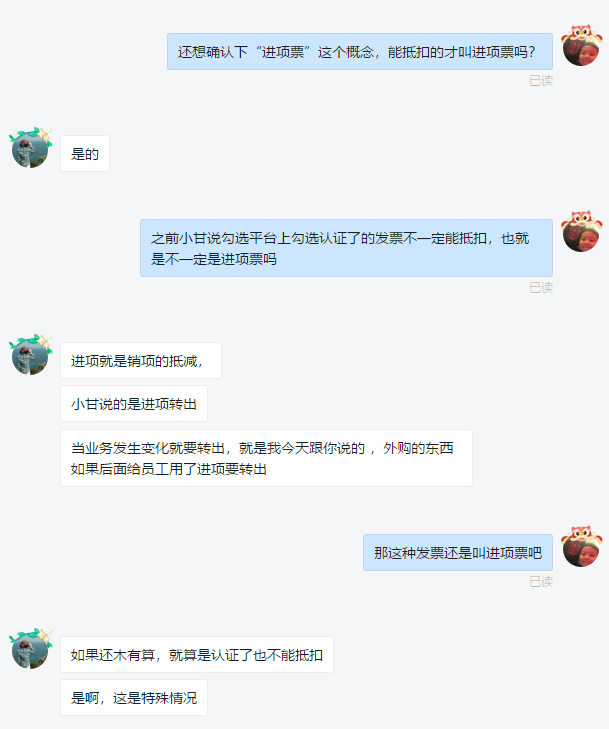 还想确认下“进项票”这个概念，能抵扣的才叫进项票吗？
已读
是的
之前小甘说勾选平台上勾选认证了的发票不一定能抵扣，也就
是不一定是进项票吗
已读
进项就是销项的抵减，
小甘说的是进项转出
当业务发生变化就要转出，就是我今天跟你说的 ，外购的东西
如果后面给员工用了进项要转出
那这种发票还是叫进项票吧
已读
如果还木有算，就算是认证了也不能抵扣
是啊，这是特殊情况